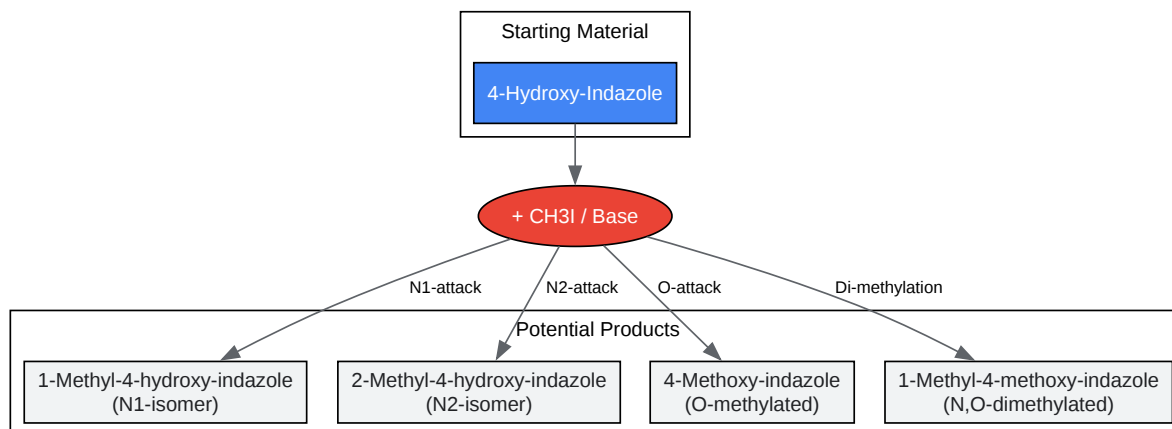 Starting Material
4-Hydroxy-Indazole
+ CH3I / Base
N1-attack
N2-attack
O-attack
Di-methylation
Potential Products
1-Methyl-4-hydroxy-indazole
(N1-isomer)
2-Methyl-4-hydroxy-indazole
(N2-isomer)
4-Methoxy-indazole
(O-methylated)
1-Methyl-4-methoxy-indazole
(N,O-dimethylated)